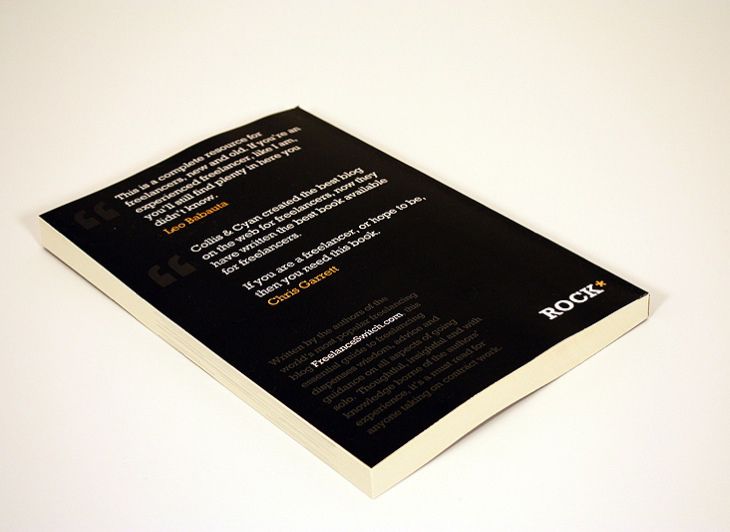 This is a complete resource for
freelancers, new and old. If you're an
experienced freelancer, like I am,
you'll still find plenty in here you
didn't know.
Leo Babauta
Collis & Cyan created the best blog
on the web for freelancers, now they
have written the best book available
for freelancers.
If you are a freelancer, or hope to be,
then you need this book.
Chris Garrett
Written by the authors of the
world's most popular freelancing
blog FreelanceSwitch.com, this
essential guide to freelancing
dispenses wisdom, advice and
guidance on all aspects of going
solo. Thoughtful, insightful and with
knowledge borne of the authors'
experience, it's a must read for
anyone taking on contract work.
ROCK*